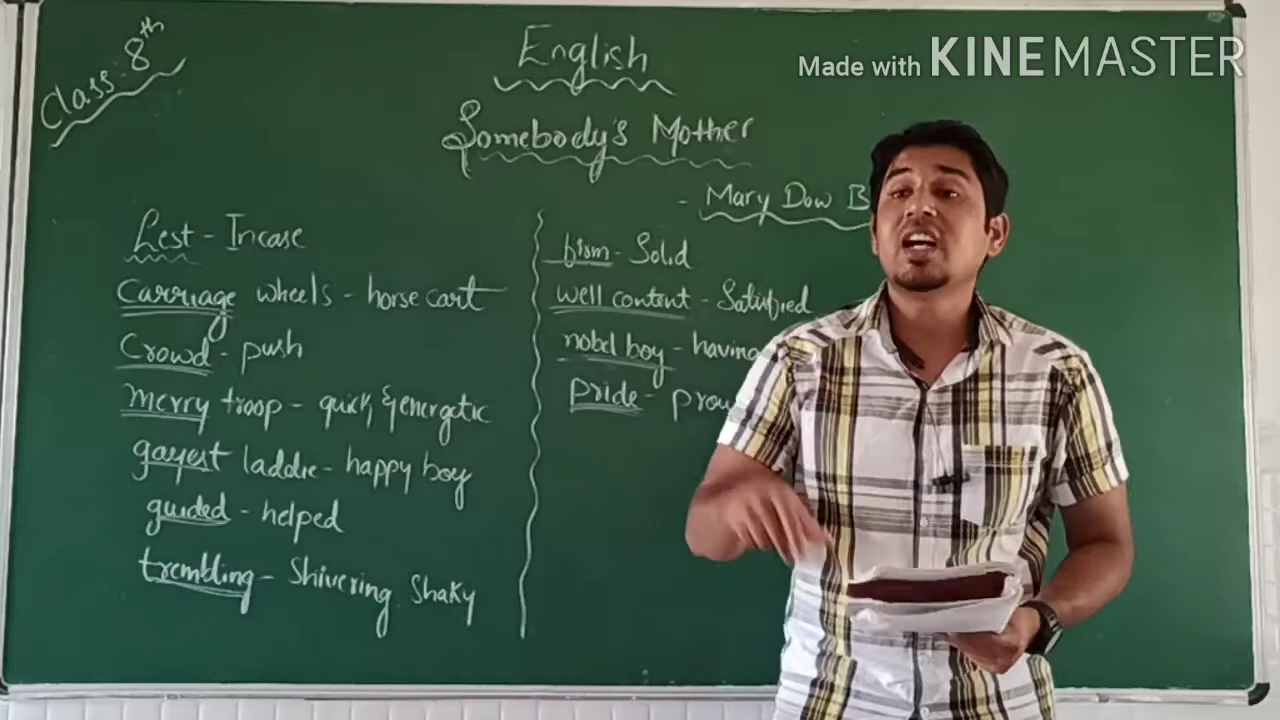 Class: 8th
English
Made with KINEMASTER
Somebody's Mother
- Mary Dow B
Lest - Incase
Carriage wheels - horse cart
Crowd - push
merry troop - quick & energetic
gayest laddie - happy boy
guided - helped
trembling - Shivering Shaky
firm - Solid
well content - Satisfied
nobel boy - having
Pride - prou